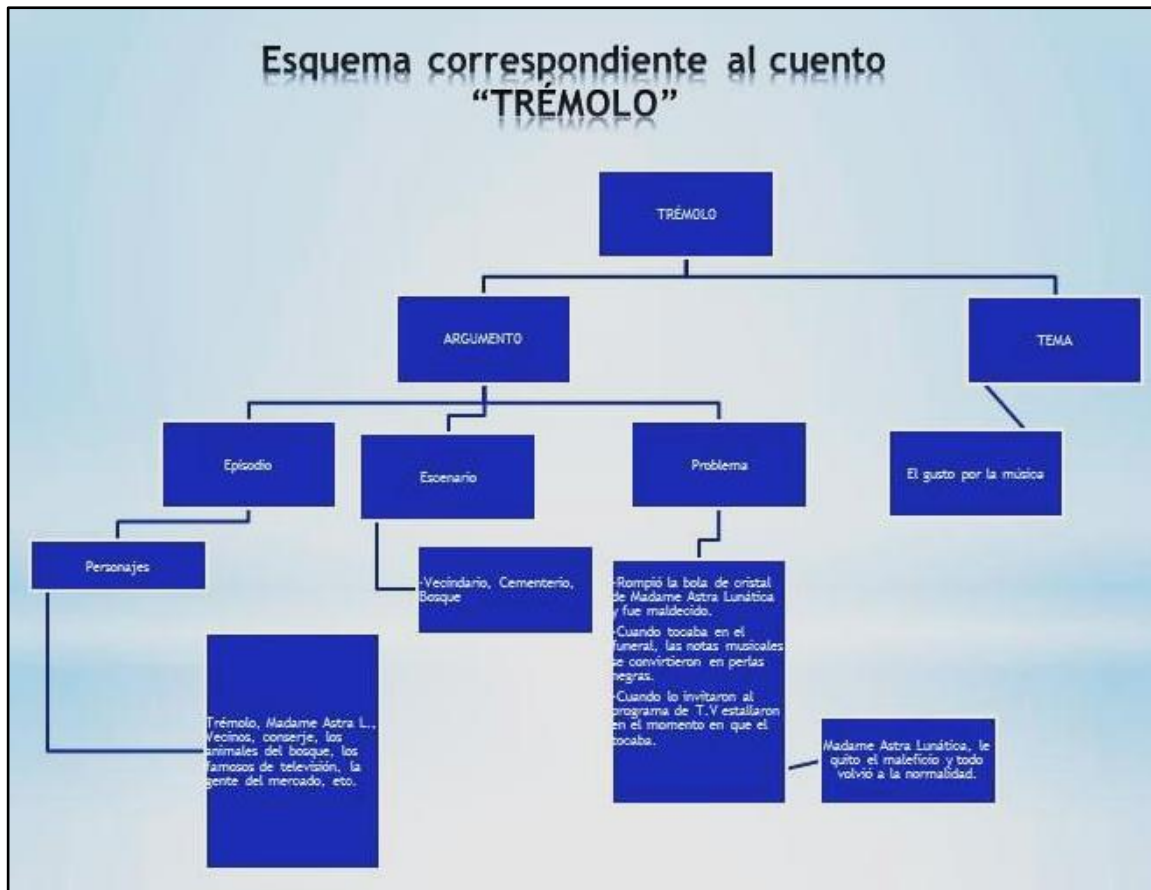 Esquema correspondiente al cuento
“TRÉMOLO”
TRÉMOLO
ARGUMENTO
TEMA
Episodio
Escenario
Problema
El gusto por la música
Personajes
-Vecindario, Cementerio,
Bosque
-Rompió la bola de cristal
de Madame Astra Lunática
y fue maldecido.
-Cuando tocaba en el
funeral, las notas musicales
se convirtieron en perlas
negras.
-Cuando lo invitaron al
programa de T.V estallaron
en el momento en que el
tocaba.
Trémolo, Madame Astra L.,
Vecinos, conserje, los
animales del bosque, los
famosos de televisión, la
gente del mercado, etc.
Madame Astra Lunática, le
quito el maleficio y todo
volvió a la normalidad.